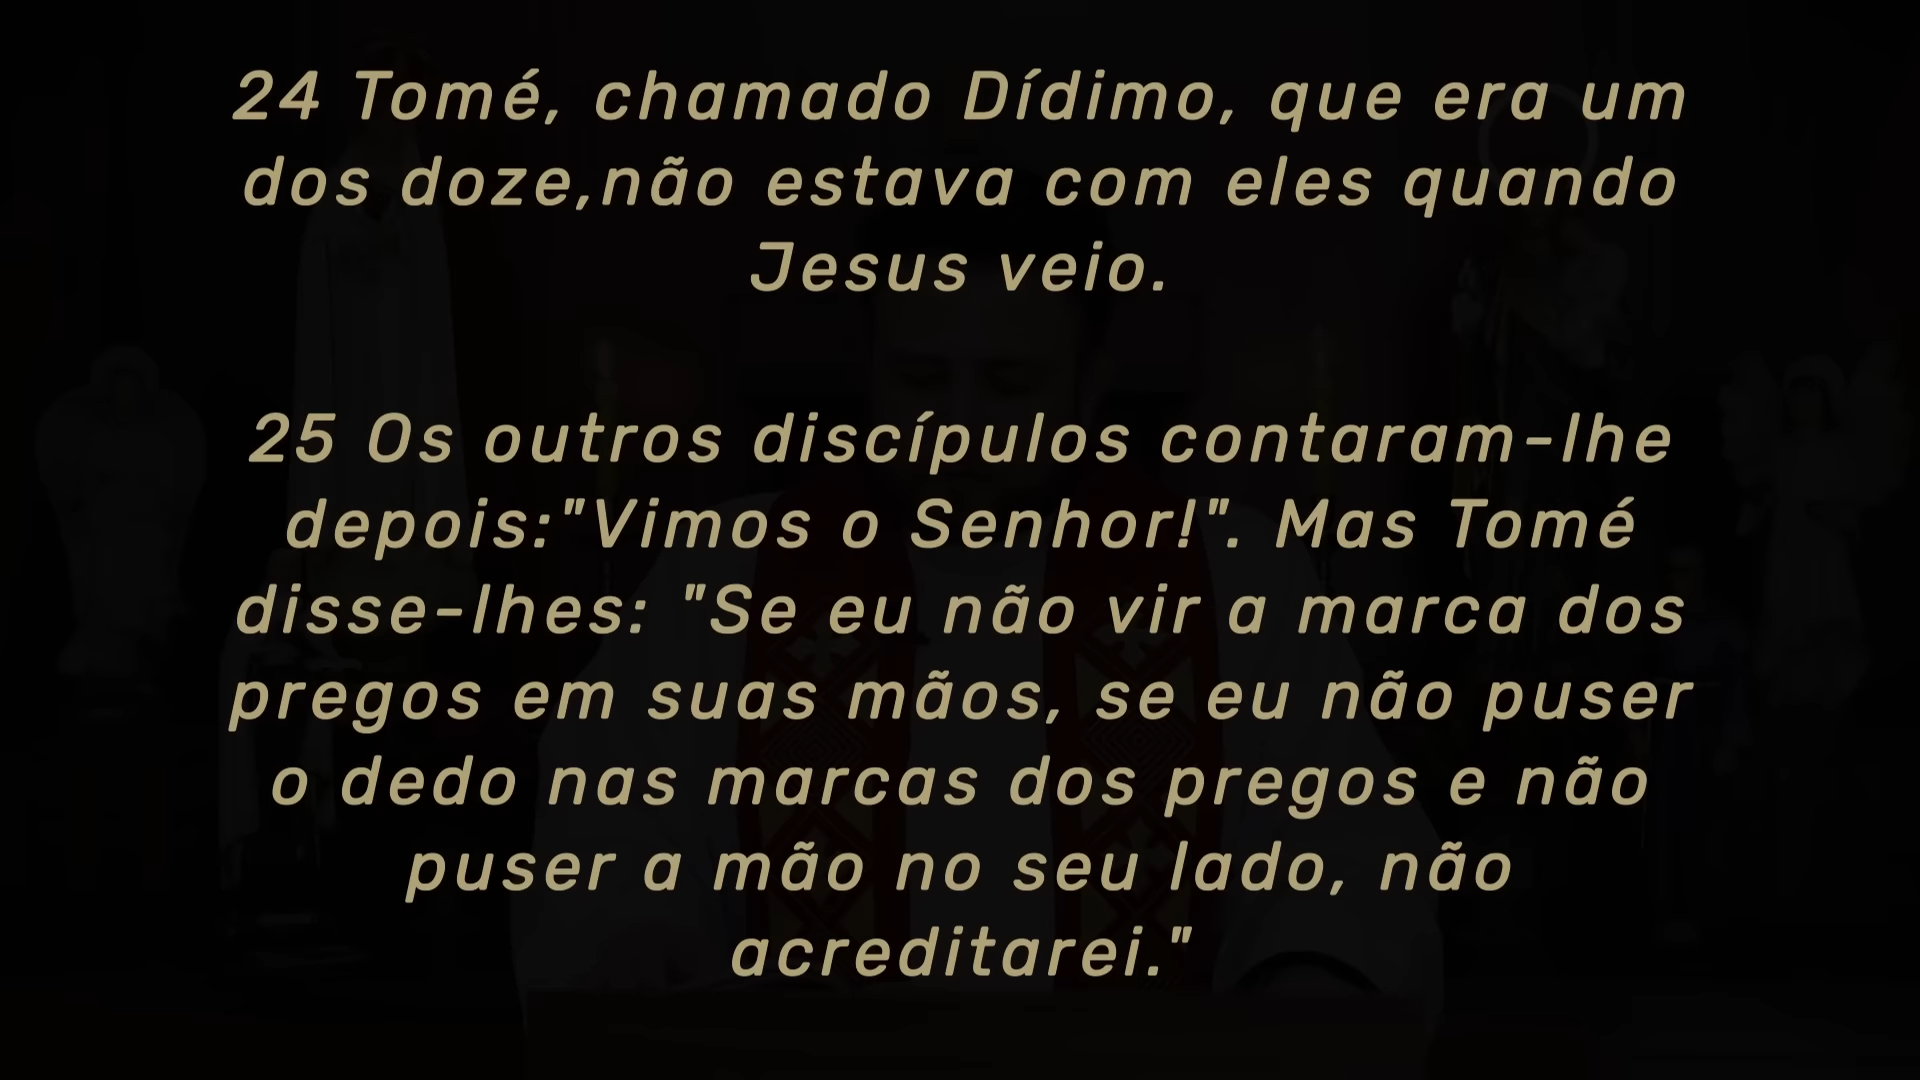 24 Tomé, chamado Dídimo, que era um
dos doze,não estava com eles quando
Jesus veio.
25 Os outros discípulos contaram-lhe
depois:"Vimos o Senhor!". Mas Tomé
disse-lhes: "Se eu não vir a marca dos
pregos em suas mãos, se eu não puser
o dedo nas marcas dos pregos e não
puser a mão no seu lado, não
acreditarei."